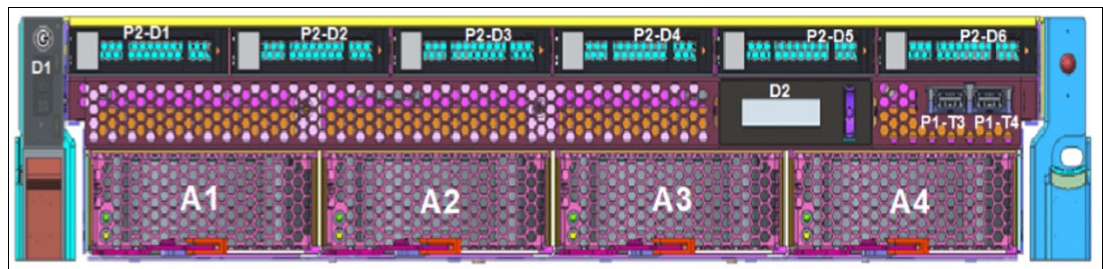 P2-D1 P2-D2 P2-D3 P2-D4 P2-D5 P2-D6
D1
D2
P1-T3 P1-T4
A1 A2 A3 A4